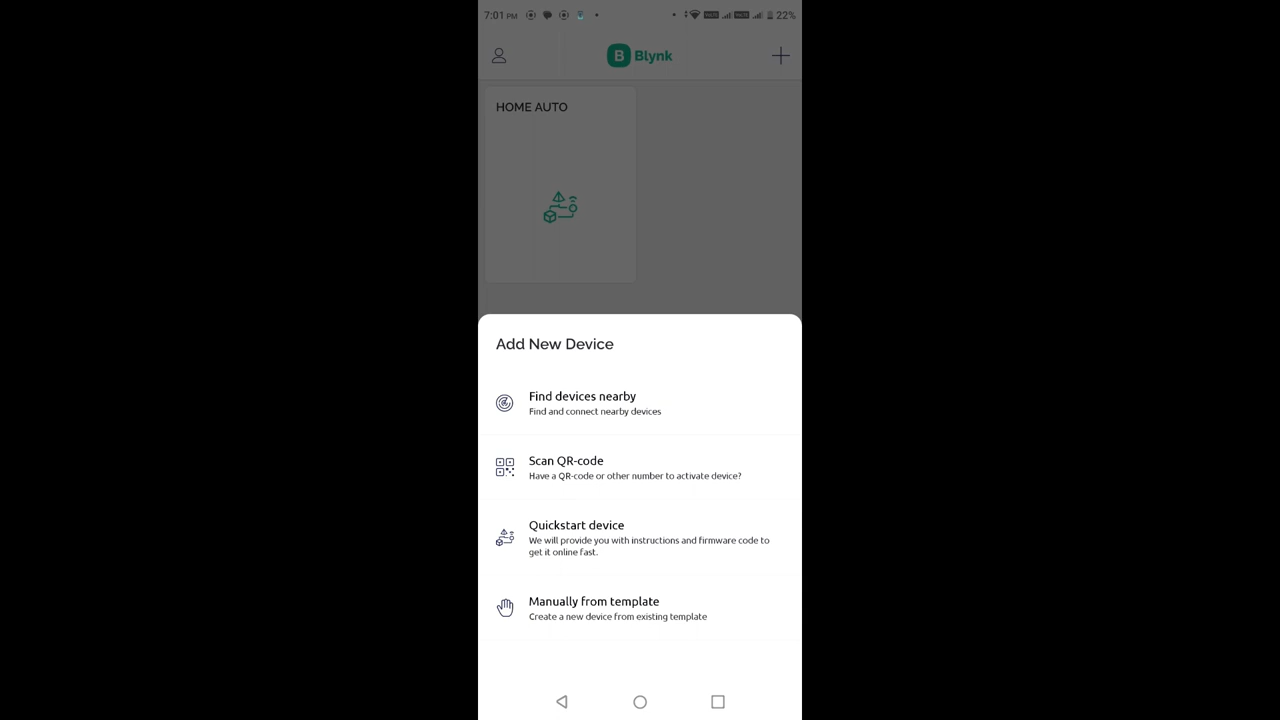 7:01 PM
22%
B Blynk
HOME AUTO
Add New Device
Find devices nearby
Find and connect nearby devices
Scan QR-code
Have a QR-code or other number to activate device?
Quickstart device
We will provide you with instructions and firmware code to
get it online fast.
Manually from template
Create a new device from existing template